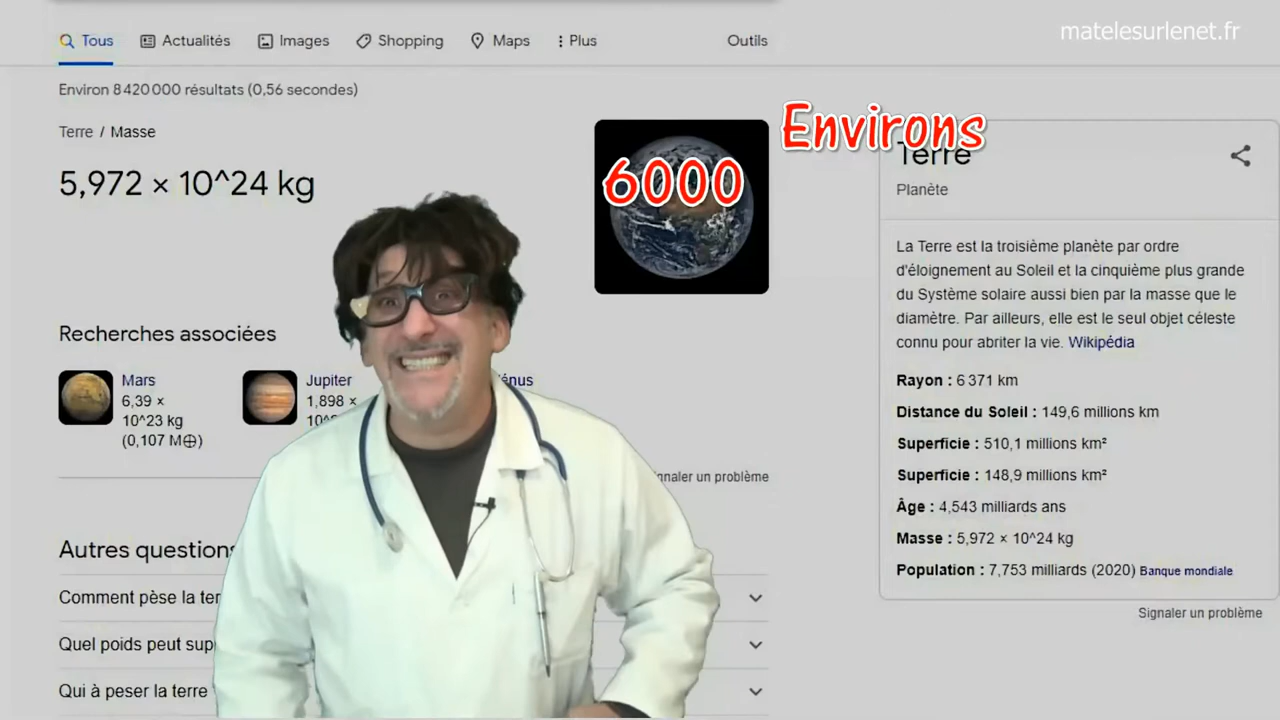 matelesurlenet.fr
Tous
Actualités
Images
Shopping
Maps
Plus
Outils
Environ 8 420 000 résultats (0,56 secondes)
Terre / Masse
5,972 × 10^24 kg
Environs
6000
Recherches associées
Mars
6,39 ×
10^23 kg
(0,107 M⊕)
Jupiter
1,898 ×
un problème
Autres questions
Comment pèse la
Quel poids peut
Qui à peser la terre
Terre
Planète
La Terre est la troisième planète par ordre
d'éloignement au Soleil et la cinquième plus grande
du Système solaire aussi bien par la masse que le
diamètre. Par ailleurs, elle est le seul objet céleste
connu pour abriter la vie. Wikipédia
Rayon : 6 371 km
Distance du Soleil : 149,6 millions km
Superficie : 510,1 millions km²
Superficie : 148,9 millions km²
Âge : 4,543 milliards ans
Masse : 5,972 × 10^24 kg
Population : 7,753 milliards (2020) Banque mondiale
Signaler un problème